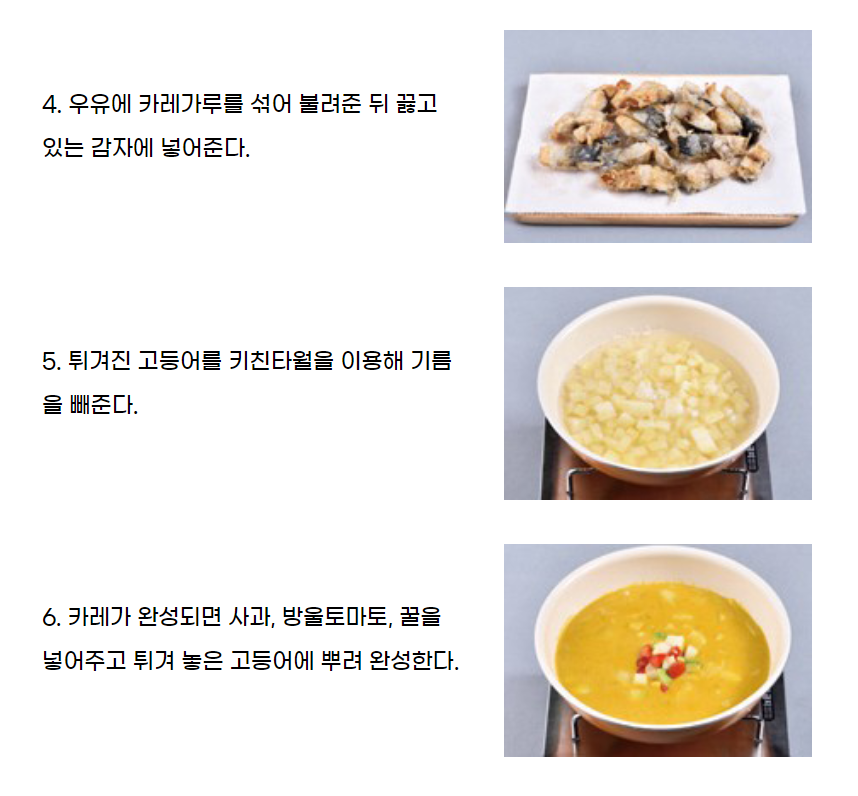 4. 우유에 카레가루를 섞어 불려준 뒤 끓고
있는 감자에 넣어준다.
5. 튀겨진 고등어를 키친타월을 이용해 기름
을 빼준다.
6. 카레가 완성되면 사과, 방울토마토, 꿀을
넣어주고 튀겨 놓은 고등어에 뿌려 완성한다.